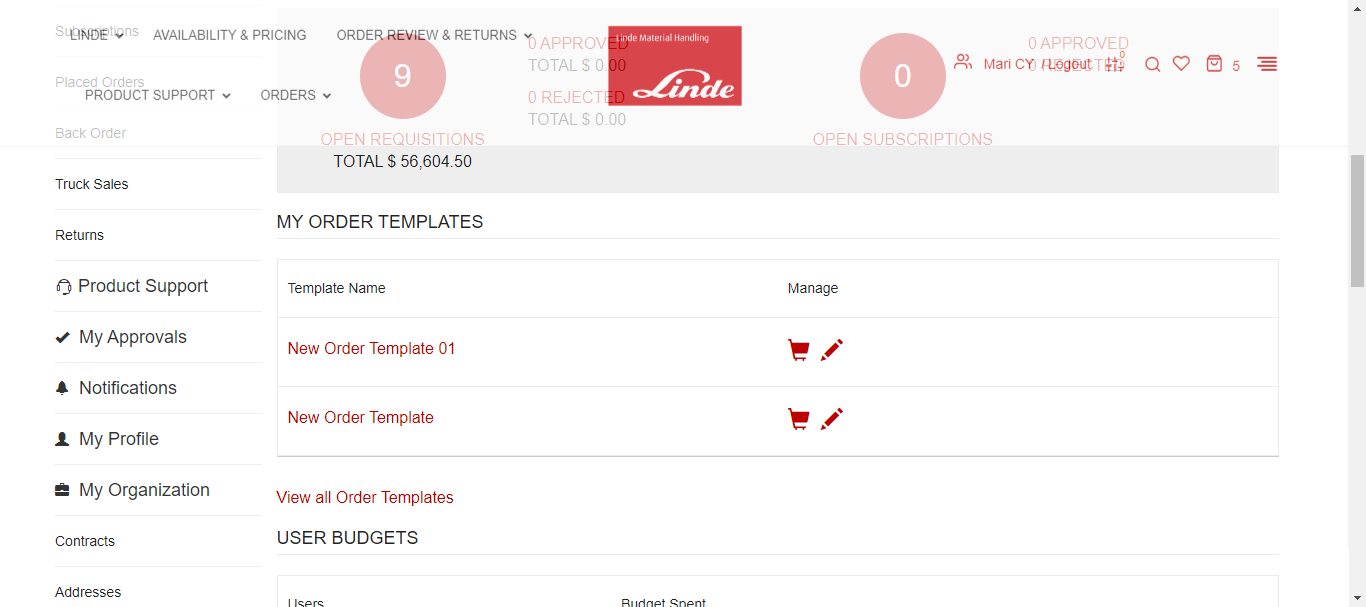 LINDE
AVAILABILITY & PRICING
ORDER REVIEW & RETURNS
PRODUCT SUPPORT
ORDERS
Linde Material Handling
Linde
Mari CY / Logout
0
5
Subscriptions
Placed Orders
Back Order
Truck Sales
Returns
Product Support
My Approvals
Notifications
My Profile
My Organization
Contracts
Addresses
9
OPEN REQUISITIONS
TOTAL $ 56,604.50
0 APPROVED
TOTAL $ 0.00
0 REJECTED
TOTAL $ 0.00
0
OPEN SUBSCRIPTIONS
0 APPROVED
0 REJECTED
MY ORDER TEMPLATES
Template Name Manage
New Order Template 01
New Order Template
View all Order Templates
USER BUDGETS
Users Budget Spent